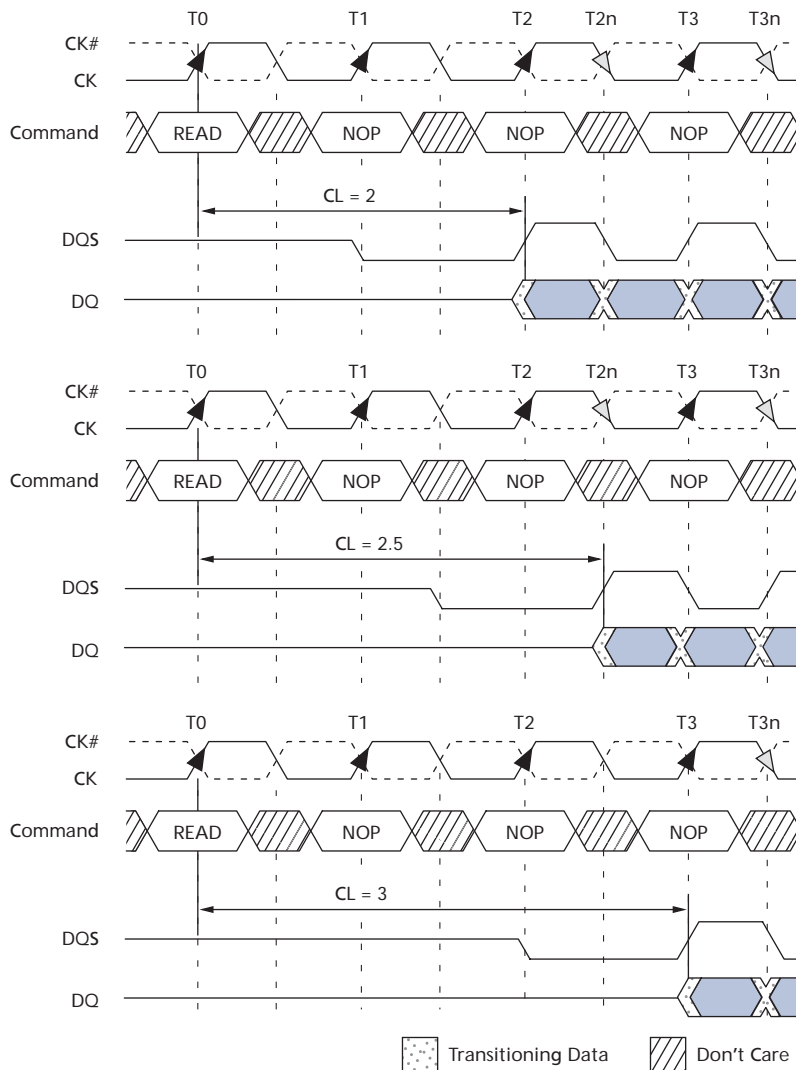 T0 T1 T2 T2n T3 T3n
CK#
CK
Command READ NOP NOP NOP
CL = 2
DQS
DQ
T0 T1 T2 T2n T3 T3n
CK#
CK
Command READ NOP NOP NOP
CL = 2.5
DQS
DQ
T0 T1 T2 T3 T3n
CK#
CK
Command READ NOP NOP NOP
CL = 3
DQS
DQ
Transitioning Data Don't Care